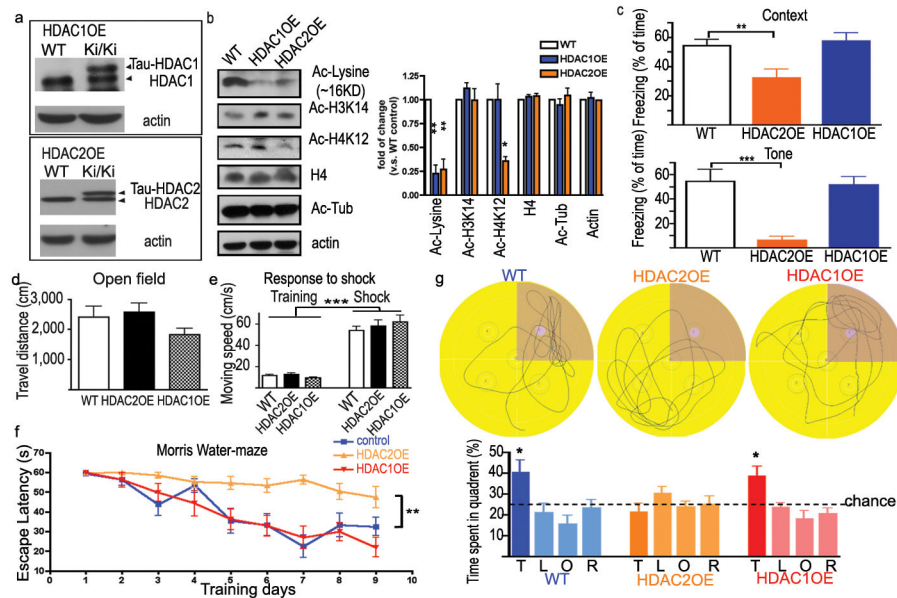 a
HDAC1OE
WT Ki/Ki
Tau-HDAC1
HDAC1
actin
HDAC2OE
WT Ki/Ki
Tau-HDAC2
HDAC2
actin
b
WT
HDAC1OE
HDAC2OE
Ac-Lysine
(~16KD)
Ac-H3K14
Ac-H4K12
H4
Ac-Tub
actin
WT
HDAC1OE
HDAC2OE
fold of change
(v.s. WT control)
1.25
1.00
0.75
0.50
0.25
0.00
**
**
*
Ac-Lysine
Ac-H3K14
Ac-H4K12
H4
Ac-Tub
Actin
c
Context
Freezing (% of time)
60
40
20
**
WT
HDAC2OE
HDAC1OE
Tone
Freezing (% of time)
60
40
20
***
WT
HDAC2OE
HDAC1OE
d
Open field
Travel distance (cm)
3,000
2,000
1,000
WT HDAC2OE HDAC1OE
e
Response to shock
Training *** Shock
Moving speed (cm/s)
80
60
40
20
0
WT
HDAC2OE
HDAC1OE
WT
HDAC2OE
HDAC1OE
f
Morris Water-maze
control
HDAC2OE
HDAC1OE
Escape Latency (s)
70
60
50
40
30
20
10
**
0 1 2 3 4 5 6 7 8 9 10
Training days
g
WT
HDAC2OE
HDAC1OE
Time spent in quadrent (%)
50
40
30
20
10
0
*
*
chance
T L O R T L O R T L O R
WT
HDAC2OE
HDAC1OE